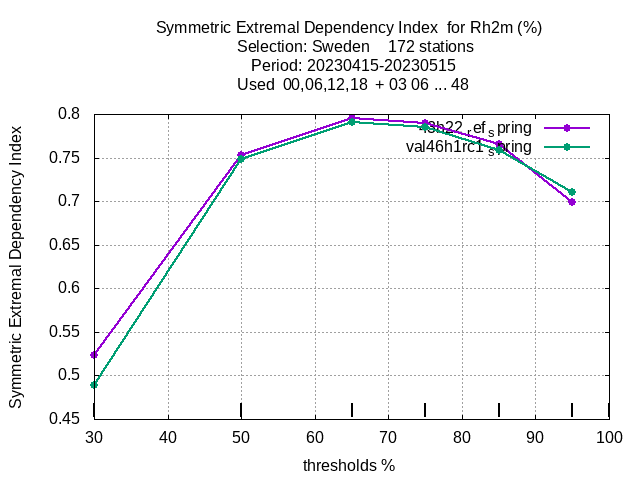 Symmetric Extremal Dependency Index for Rh2m (%)
Selection: Sweden 172 stations
Period: 20230415-20230515
Used 00,06,12,18 + 03 06 ... 48
Symmetric Extremal Dependency Index
0.8
0.75
0.7
0.65
0.6
0.55
0.5
0.45
43h22_ref_spring
val46h1rc1_spring
30 40 50 60 70 80 90 100
thresholds %